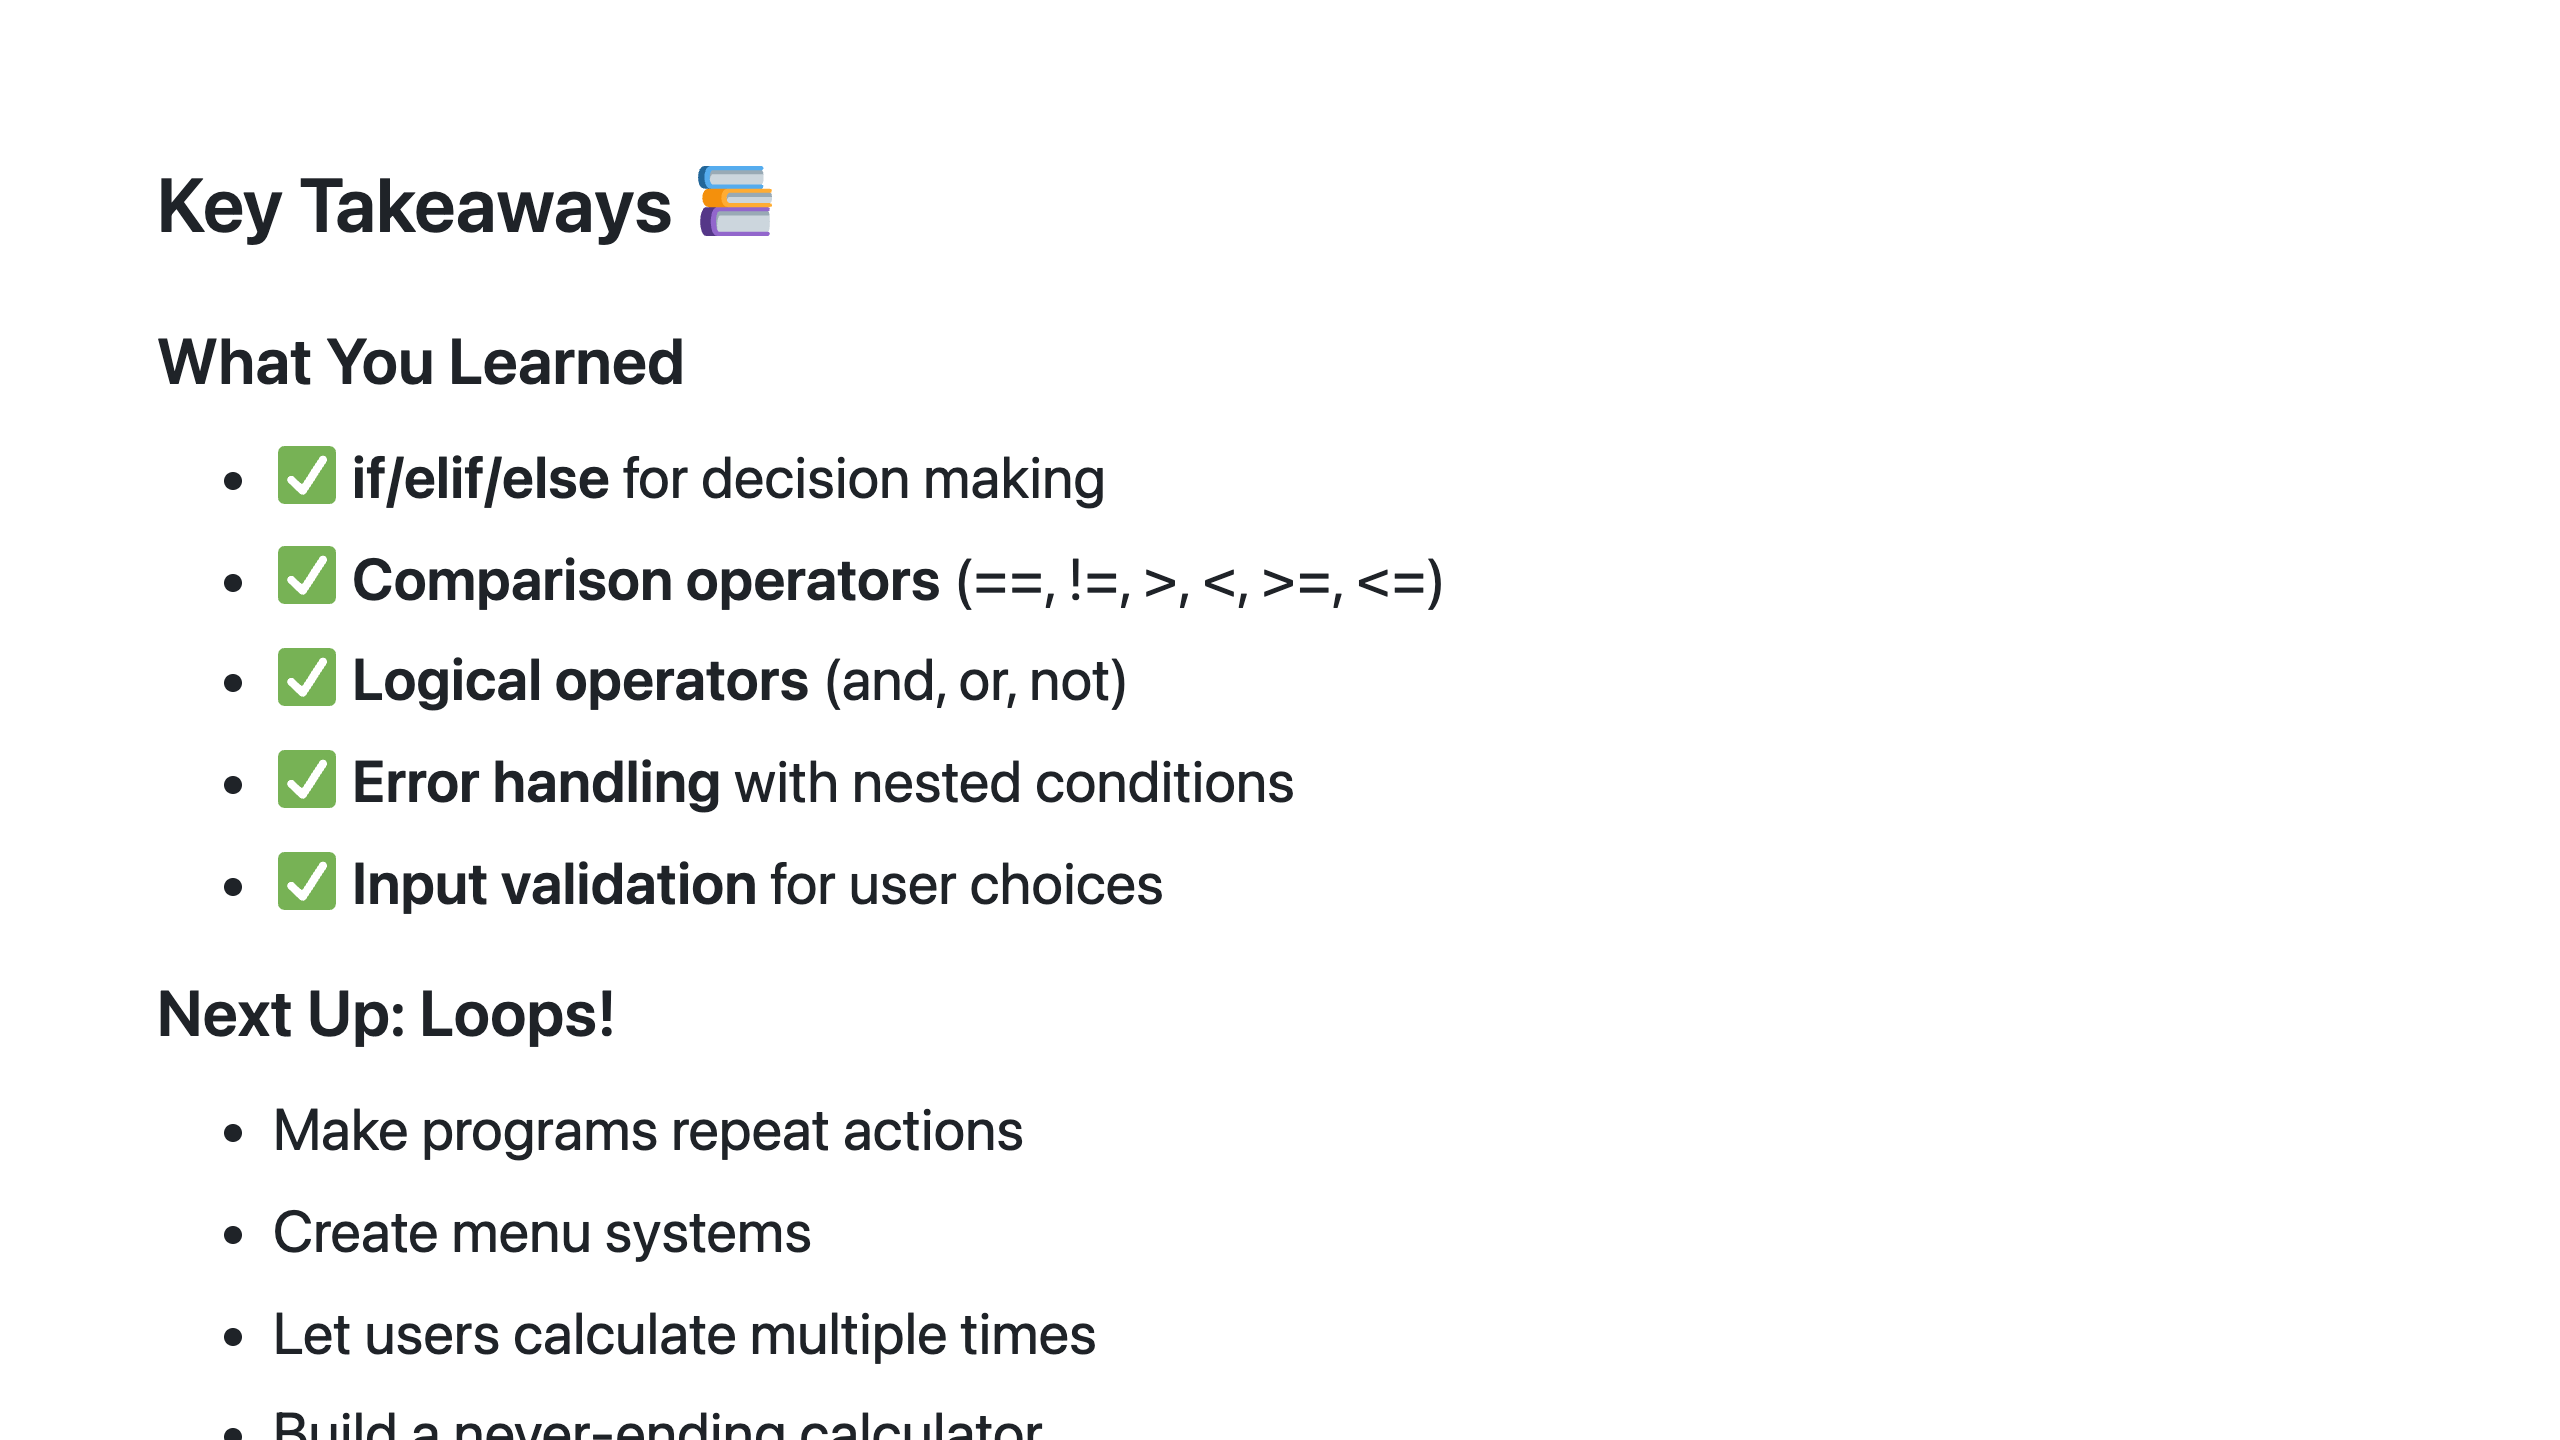 Key Takeaways 📚
What You Learned
• ✅ if/elif/else for decision making
• ✅ Comparison operators (==, !=, >, <, >=, <=)
• ✅ Logical operators (and, or, not)
• ✅ Error handling with nested conditions
• ✅ Input validation for user choices
Next Up: Loops!
• Make programs repeat actions
• Create menu systems
• Let users calculate multiple times
• Build a never-ending calculator